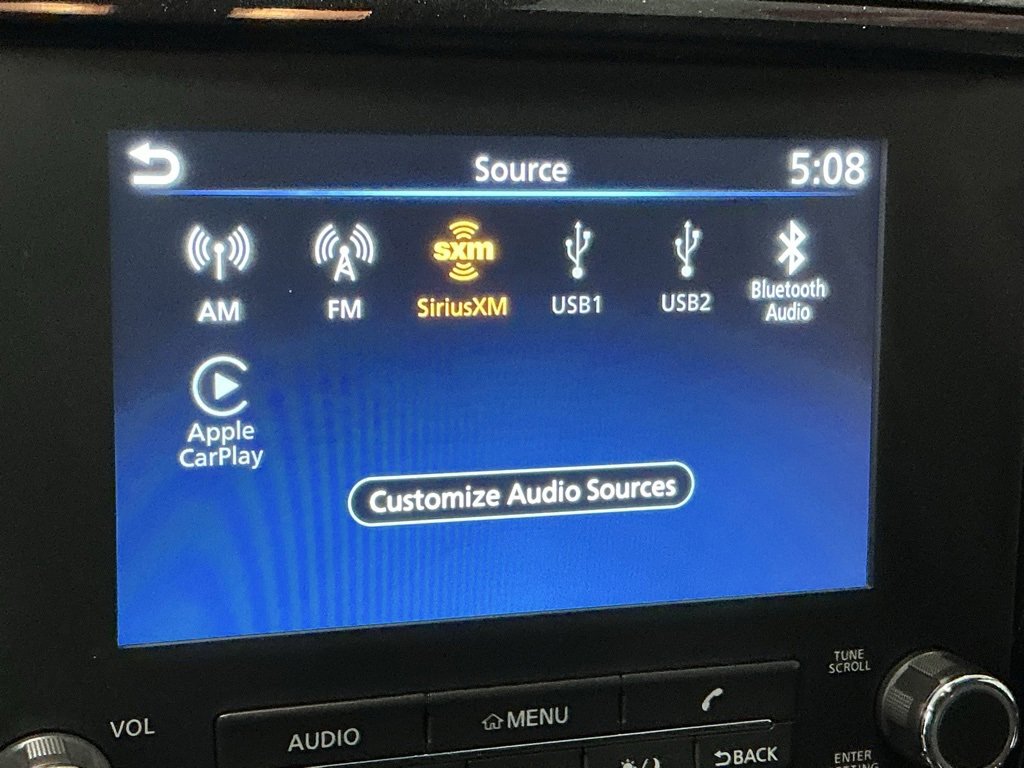 Source
5:08
sxm
AM
FM
SiriusXM
USB1
USB2
Bluetooth
Audio
Apple
CarPlay
Customize Audio Sources
TUNE
SCROLL
VOL
AUDIO
MENU
BACK
ENTER